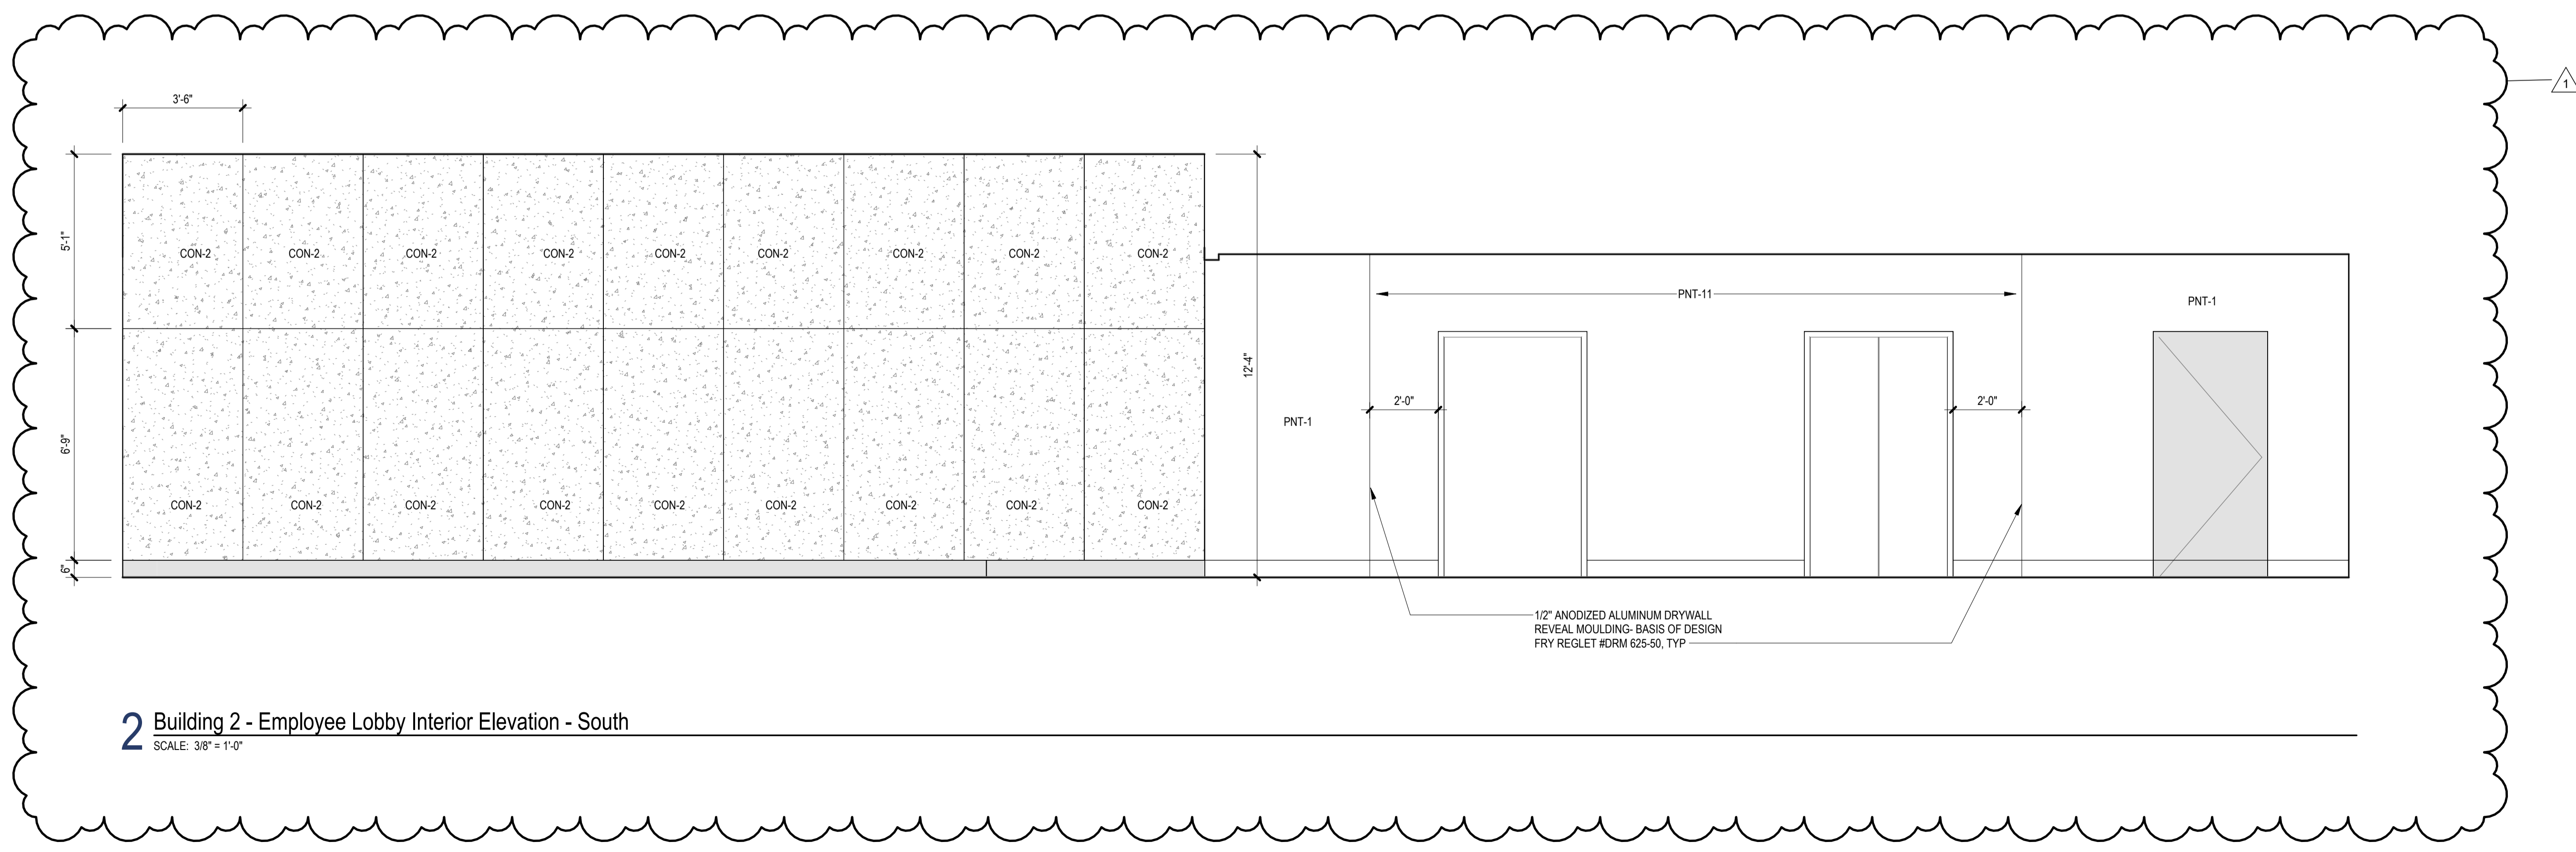 1
3'-6"
5'-1"
CON-2 CON-2 CON-2 CON-2 CON-2 CON-2 CON-2 CON-2 CON-2
PNT-11
PNT-1
12'-4"
2'-0" 2'-0"
PNT-1
6'-9"
CON-2 CON-2 CON-2 CON-2 CON-2 CON-2 CON-2 CON-2 CON-2
6"
1/2" ANODIZED ALUMINUM DRYWALL
REVEAL MOULDING- BASIS OF DESIGN
FRY REGLET #DRM 625-50, TYP
2 Building 2 - Employee Lobby Interior Elevation - South
SCALE: 3/8" = 1'-0"